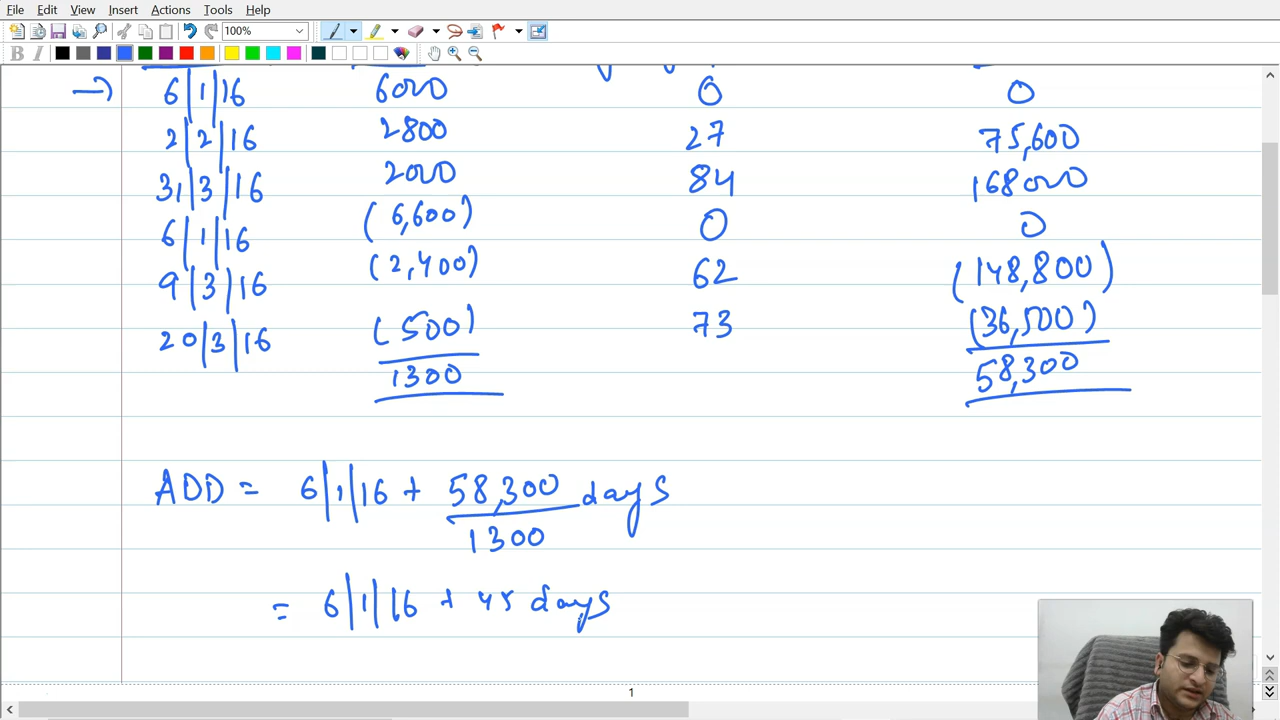 File Edit View Insert Actions Tools Help
100%
B I
→ 6|1|16 6000 0 0
2|2|16 2800 27 75,600
31|3|16 2000 84 168000
6|1|16 (6,600) 0 0
9|3|16 (2,400) 62 (148,800)
20|3|16 (500) 73 (36,500)
1300 58,300
ADD = 6|1|16 + 58,300 days
1300
= 6|1|16 + 45 days
1